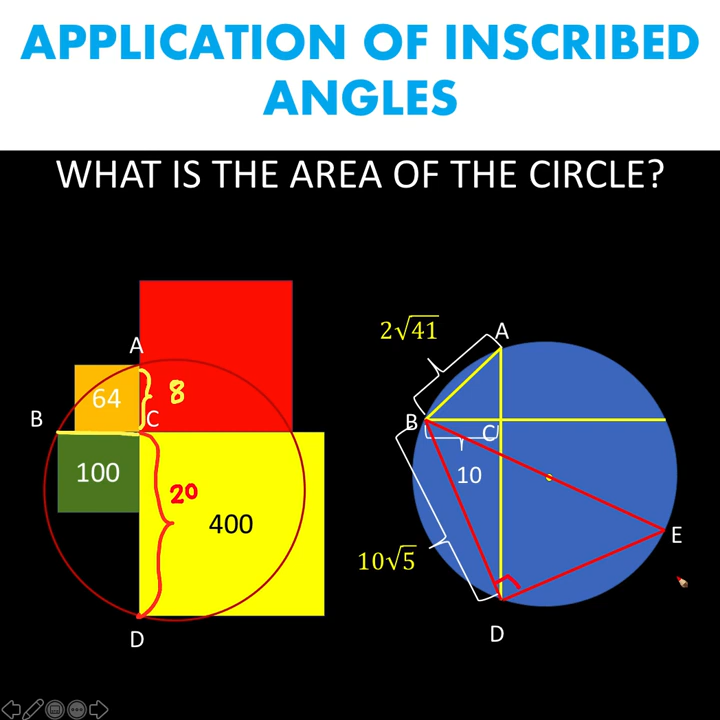 APPLICATION OF INSCRIBED
ANGLES
WHAT IS THE AREA OF THE CIRCLE?
A
64
8
B
C
100
20
400
D
2√41
A
B
C
10
10√5
E
D